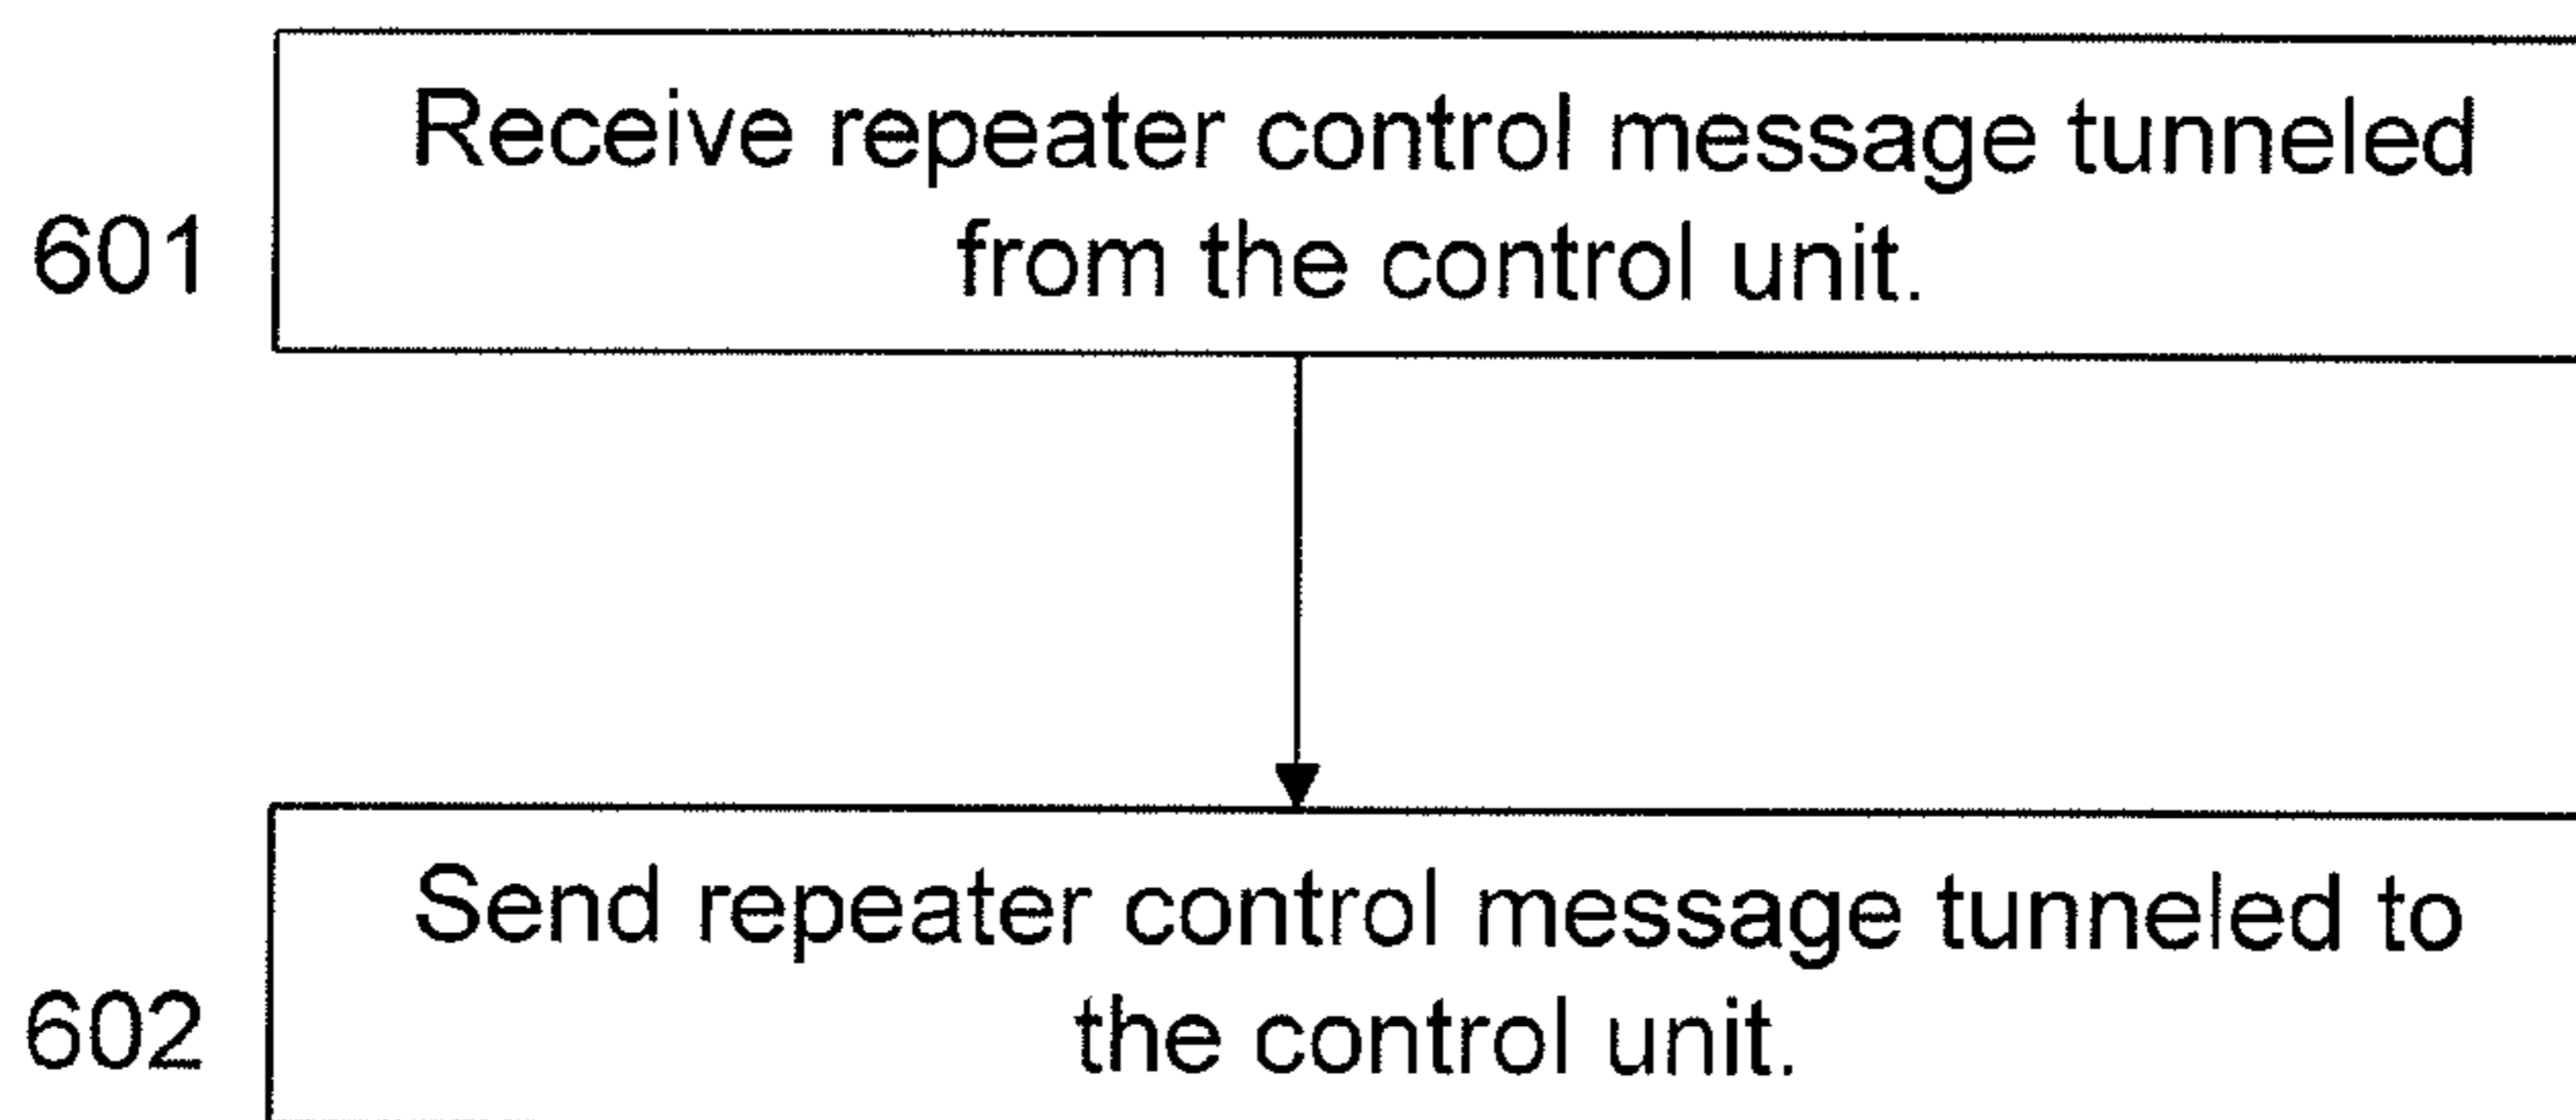 Receive repeater control message tunneled
601
from the control unit.
Send repeater control message tunneled to
602
the control unit.